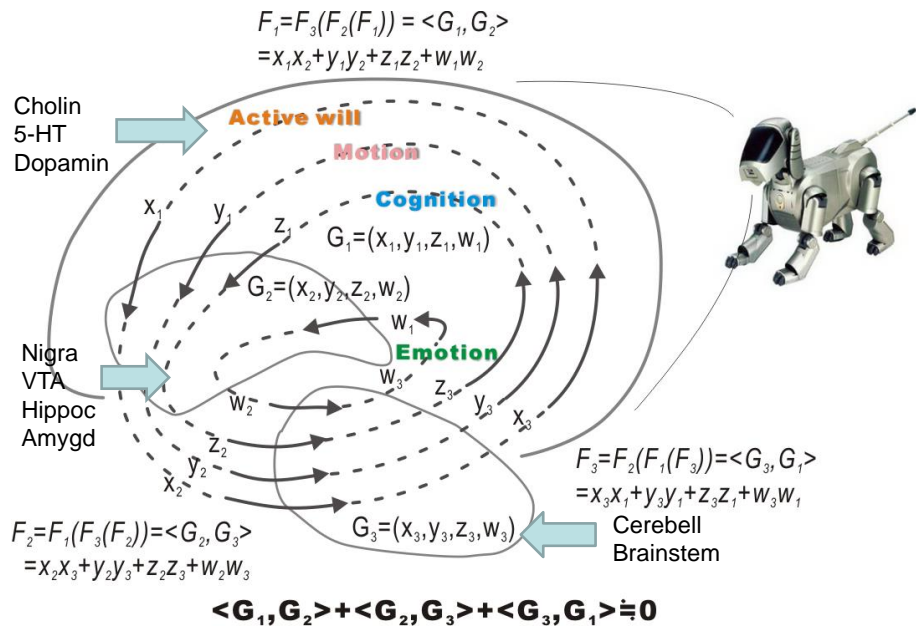 F₁=F₃(F₂(F₁))=<G₁,G₂>
=x₁x₂+y₁y₂+z₁z₂+w₁w₂
Cholin
5-HT
Dopamin
Active will
Motion
Cognition
x₁
y₁
z₁
G₁=(x₁,y₁,z₁,w₁)
G₂=(x₂,y₂,z₂,w₂)
w₁
Emotion
Nigra
VTA
Hippoc
Amygd
w₃
w₂
z₃
y₃
x₃
z₂
y₂
x₂
F₃=F₂(F₁(F₃))=<G₃,G₁>
=x₃x₁+y₃y₁+z₃z₁+w₃w₁
G₃=(x₃,y₃,z₃,w₃)
Cerebell
Brainstem
F₂=F₁(F₃(F₂))=<G₂,G₃>
=x₂x₃+y₂y₃+z₂z₃+w₂w₃
<G₁,G₂>+<G₂,G₃>+<G₃,G₁>≒0